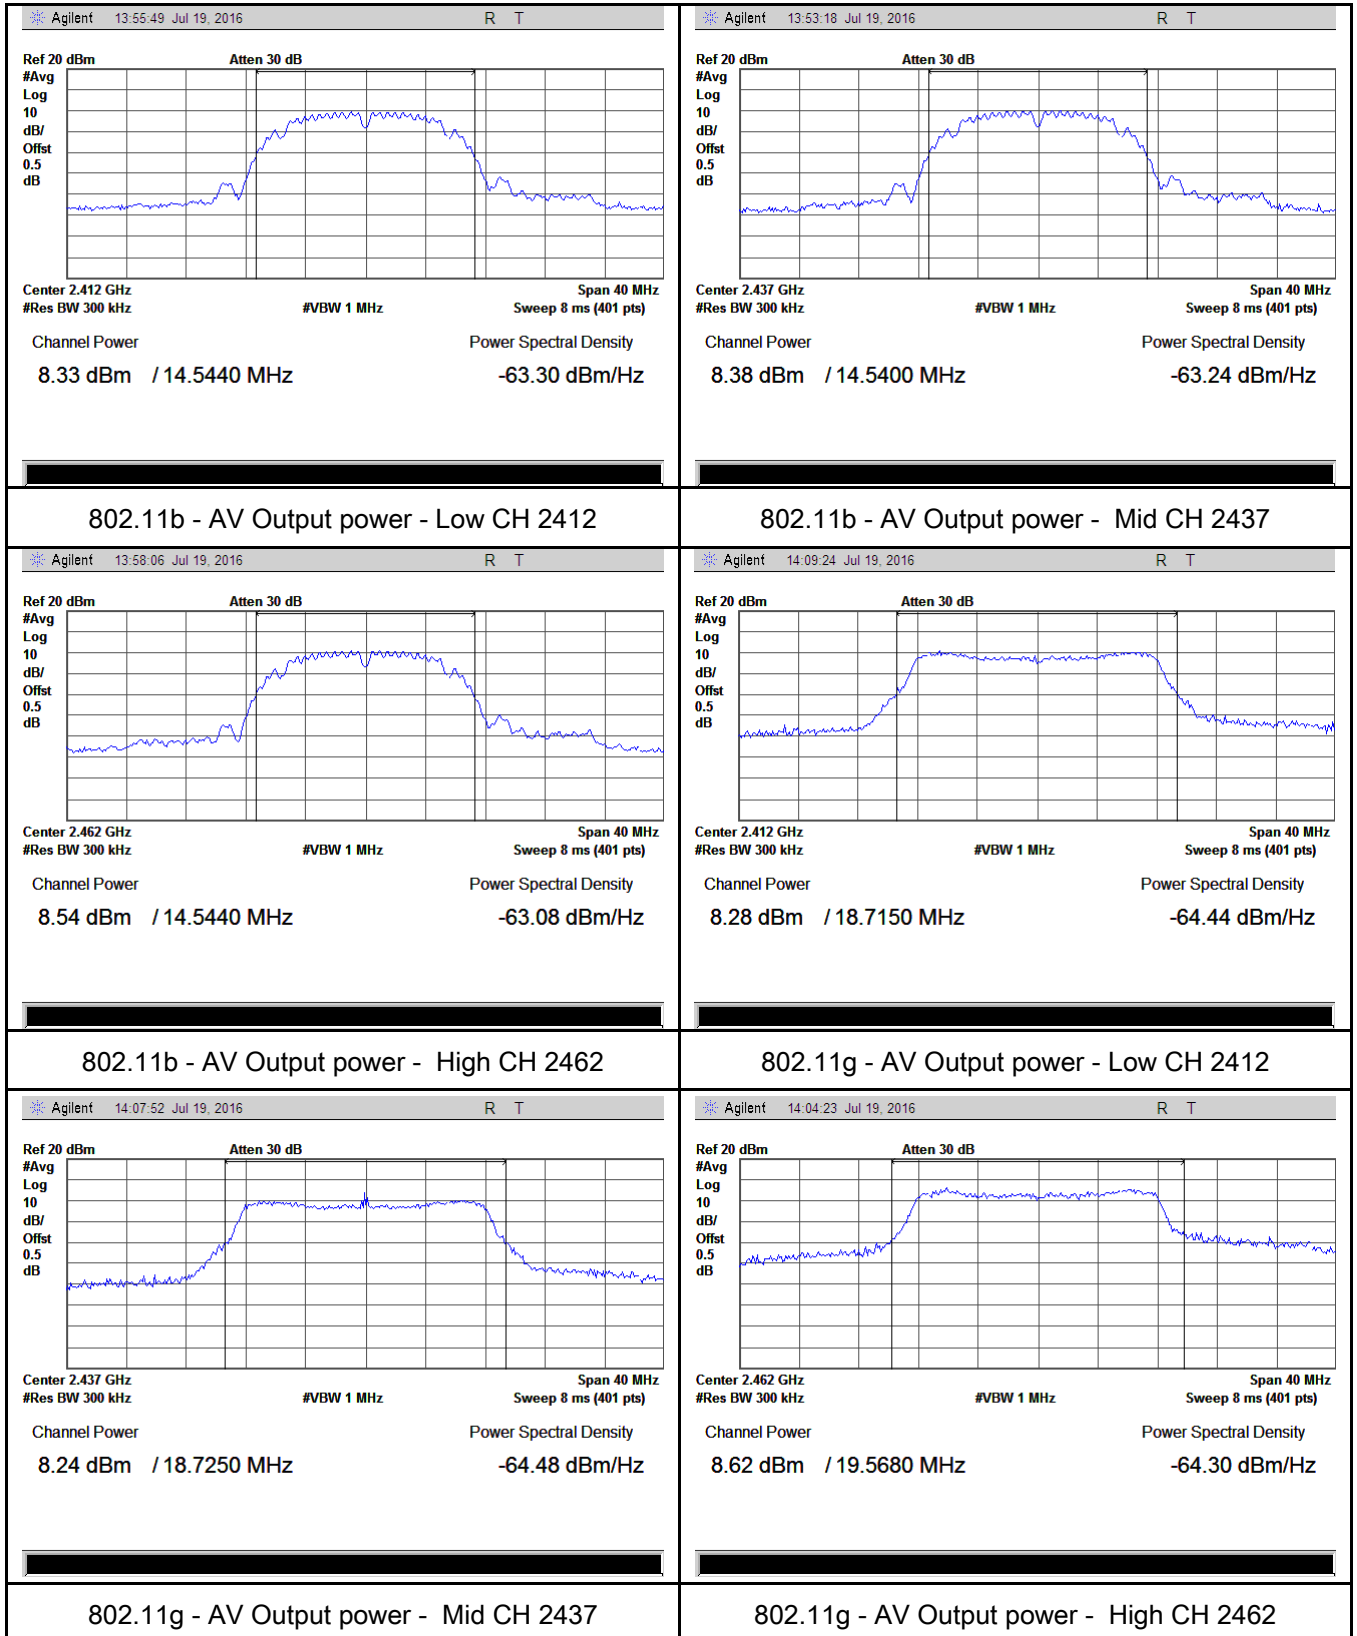 Agilent 13:55:49 Jul 19, 2016 R T
Ref 20 dBm Atten 30 dB
#Avg
Log
10
dB/
Offst
0.5
dB
Center 2.412 GHz Span 40 MHz
#Res BW 300 kHz #VBW 1 MHz Sweep 8 ms (401 pts)
Channel Power Power Spectral Density
8.33 dBm / 14.5440 MHz -63.30 dBm/Hz
802.11b - AV Output power - Low CH 2412
Agilent 13:53:18 Jul 19, 2016 R T
Ref 20 dBm Atten 30 dB
#Avg
Log
10
dB/
Offst
0.5
dB
Center 2.437 GHz Span 40 MHz
#Res BW 300 kHz #VBW 1 MHz Sweep 8 ms (401 pts)
Channel Power Power Spectral Density
8.38 dBm / 14.5400 MHz -63.24 dBm/Hz
802.11b - AV Output power - Mid CH 2437
Agilent 13:58:06 Jul 19, 2016 R T
Ref 20 dBm Atten 30 dB
#Avg
Log
10
dB/
Offst
0.5
dB
Center 2.462 GHz Span 40 MHz
#Res BW 300 kHz #VBW 1 MHz Sweep 8 ms (401 pts)
Channel Power Power Spectral Density
8.54 dBm / 14.5440 MHz -63.08 dBm/Hz
802.11b - AV Output power - High CH 2462
Agilent 14:09:24 Jul 19, 2016 R T
Ref 20 dBm Atten 30 dB
#Avg
Log
10
dB/
Offst
0.5
dB
Center 2.412 GHz Span 40 MHz
#Res BW 300 kHz #VBW 1 MHz Sweep 8 ms (401 pts)
Channel Power Power Spectral Density
8.28 dBm / 18.7150 MHz -64.44 dBm/Hz
802.11g - AV Output power - Low CH 2412
Agilent 14:07:52 Jul 19, 2016 R T
Ref 20 dBm Atten 30 dB
#Avg
Log
10
dB/
Offst
0.5
dB
Center 2.437 GHz Span 40 MHz
#Res BW 300 kHz #VBW 1 MHz Sweep 8 ms (401 pts)
Channel Power Power Spectral Density
8.24 dBm / 18.7250 MHz -64.48 dBm/Hz
802.11g - AV Output power - Mid CH 2437
Agilent 14:04:23 Jul 19, 2016 R T
Ref 20 dBm Atten 30 dB
#Avg
Log
10
dB/
Offst
0.5
dB
Center 2.462 GHz Span 40 MHz
#Res BW 300 kHz #VBW 1 MHz Sweep 8 ms (401 pts)
Channel Power Power Spectral Density
8.62 dBm / 19.5680 MHz -64.30 dBm/Hz
802.11g - AV Output power - High CH 2462